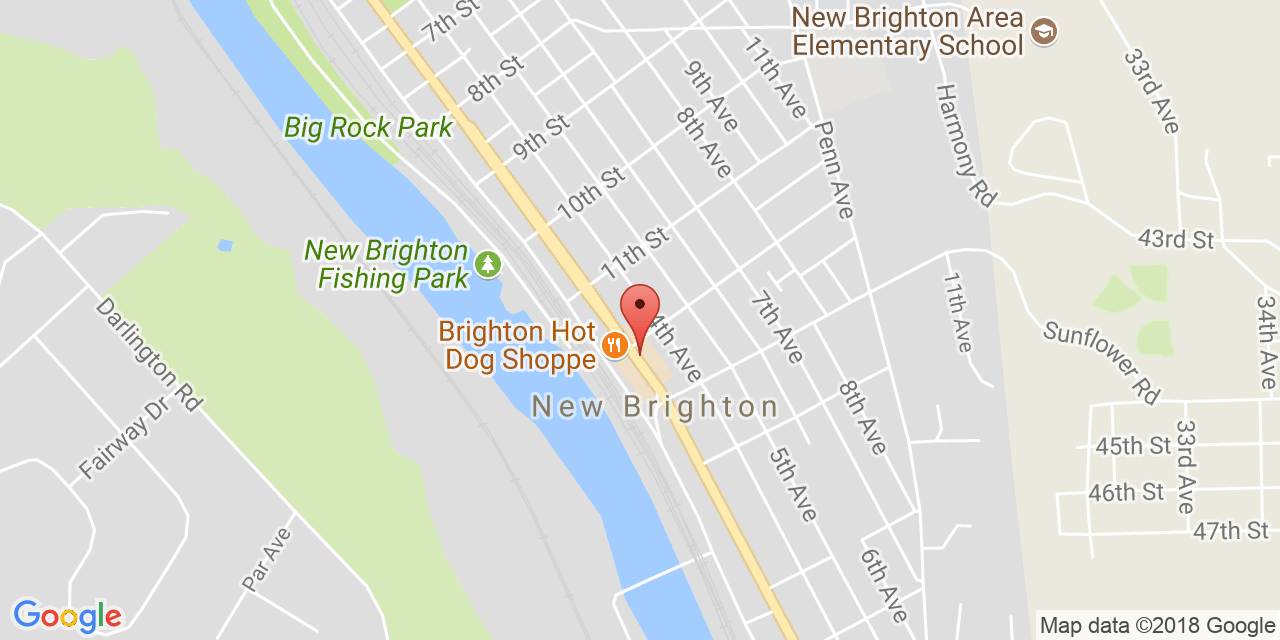 New Brighton Area
Elementary School
7th St
8th St
9th St
10th St
11th St
9th Ave
8th Ave
11th Ave
Penn Ave
Harmony Rd
33rd Ave
Big Rock Park
New Brighton
Fishing Park
43rd St
Brighton Hot
Dog Shoppe
4th Ave
7th Ave
11th Ave
Sunflower Rd
34th Ave
Darlington Rd
Fairway Dr
New Brighton
8th Ave
5th Ave
45th St
33rd Ave
46th St
47th St
Par Ave
6th Ave
Google
Map data ©2018 Google